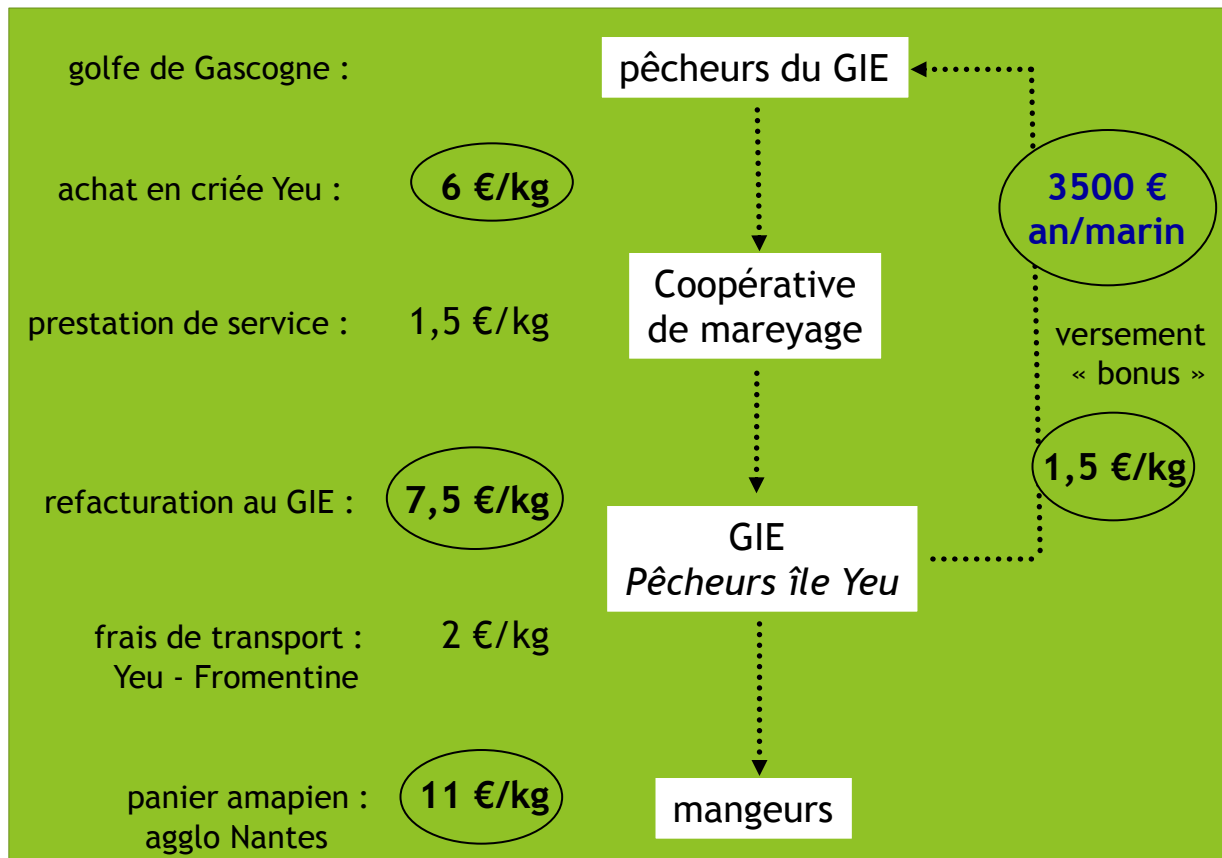 golfe de Gascogne :
pêcheurs du GIE
achat en criée Yeu :
6 €/kg
3500 €
an/marin
prestation de service :
1,5 €/kg
Coopérative
de mareyage
versement
« bonus »
1,5 €/kg
refacturation au GIE :
7,5 €/kg
GIE
Pêcheurs île Yeu
frais de transport :
Yeu - Fromentine
2 €/kg
panier amapien :
agglo Nantes
11 €/kg
mangeurs